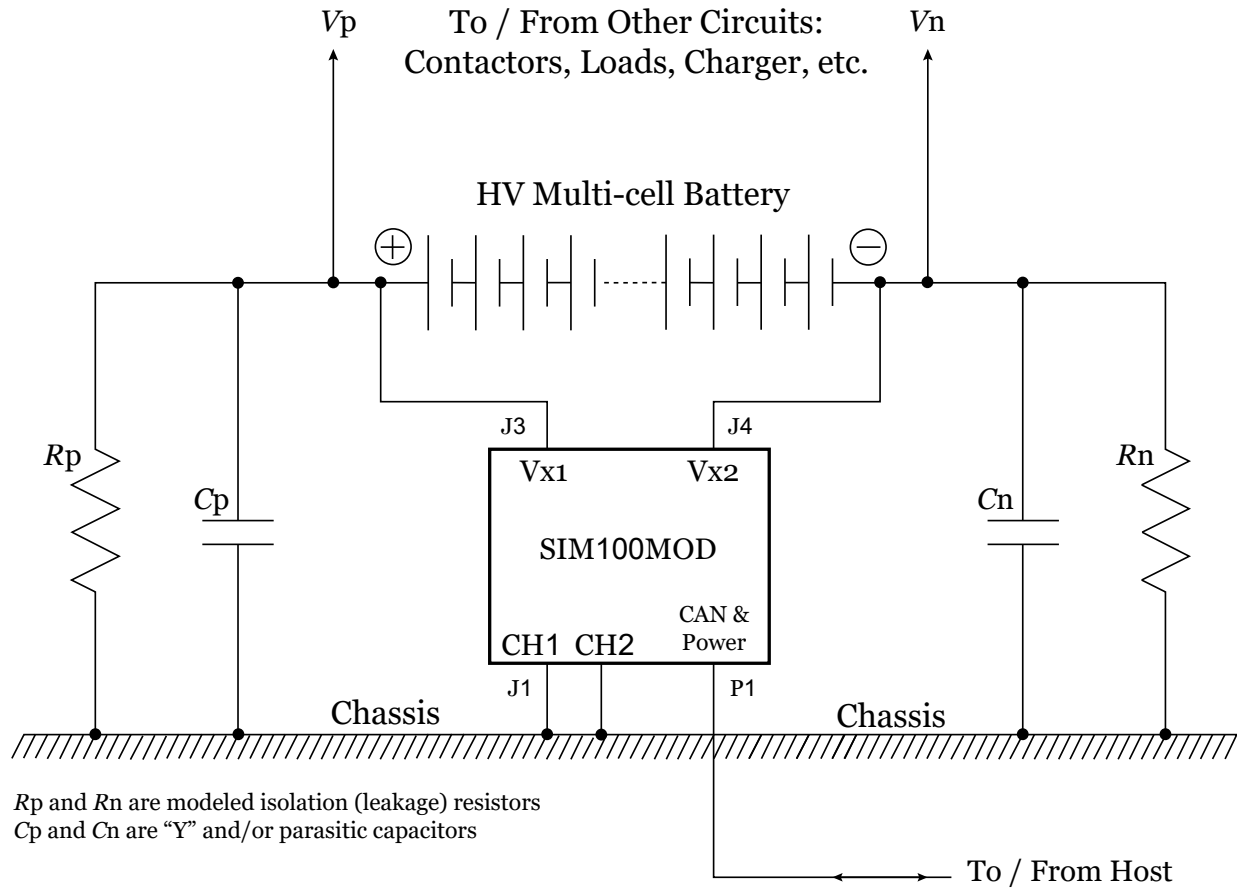 Vp
To / From Other Circuits:
Vn
Contactors, Loads, Charger, etc.
HV Multi-cell Battery
+
−
J3
J4
Rp
Cp
Vx1
Vx2
Cn
Rn
SIM100MOD
CAN &
Power
CH1
CH2
J1
P1
Chassis
Chassis
Rp and Rn are modeled isolation (leakage) resistors
Cp and Cn are “Y” and/or parasitic capacitors
To / From Host